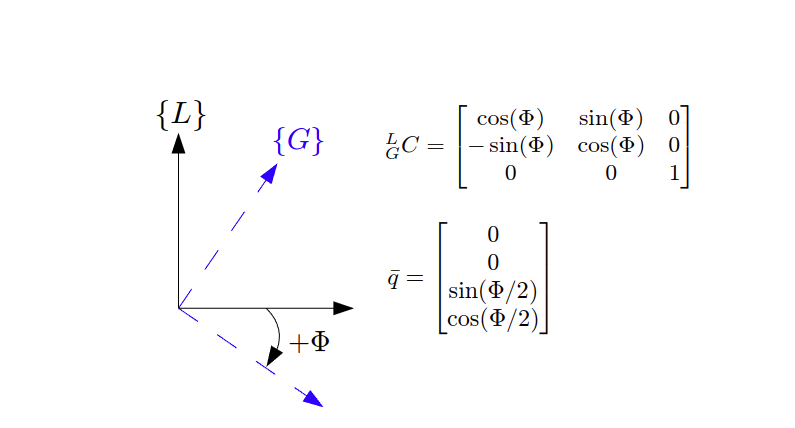 {L}
{G}
+Φ
$^{L}_{G}C = \begin{bmatrix} \cos(\Phi) & \sin(\Phi) & 0 \\ -\sin(\Phi) & \cos(\Phi) & 0 \\ 0 & 0 & 1 \end{bmatrix}$
$\bar{q} = \begin{bmatrix} 0 \\ 0 \\ \sin(\Phi/2) \\ \cos(\Phi/2) \end{bmatrix}$